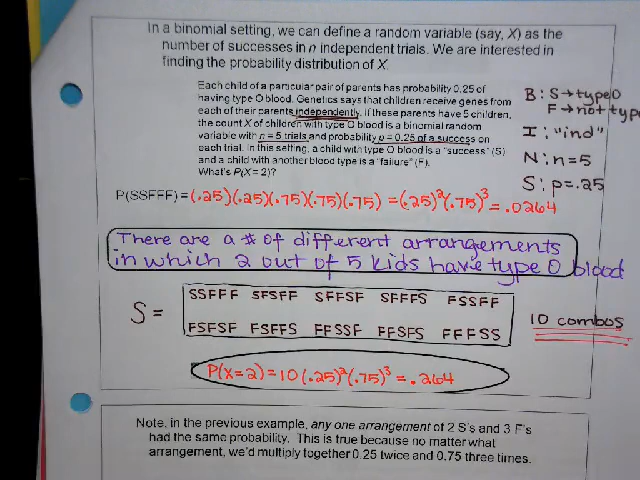 In a binomial setting, we can define a random variable (say, X) as the
number of successes in n independent trials. We are interested in
finding the probability distribution of X.
Each child of a particular pair of parents has probability 0.25 of
having type O blood. Genetics says that children receive genes from
each of their parents independently. If these parents have 5 children,
the count X of children with type O blood is a binomial random
variable with n = 5 trials and probability p = 0.25 of a success on
each trial. In this setting, a child with type O blood is a "success" (S)
and a child with another blood type is a "failure" (F).
What's P(X = 2)?
B: S→type O
F→not type
I: "ind"
N: n=5
S: p=.25
P(SSFFF) = (.25)(.25)(.75)(.75)(.75) = (.25)²(.75)³ = .0264
There are a # of different arrangements
in which 2 out of 5 kids have type O blood
S =
SSFFF SFSFF SFFSF SFFFS FSSFF
FSFSF FSFFS FFSSF FFSFS FFFSS
10 combos
P(X=2)=10(.25)²(.75)³=.264
Note, in the previous example, any one arrangement of 2 S's and 3 F's
had the same probability. This is true because no matter what
arrangement, we'd multiply together 0.25 twice and 0.75 three times.